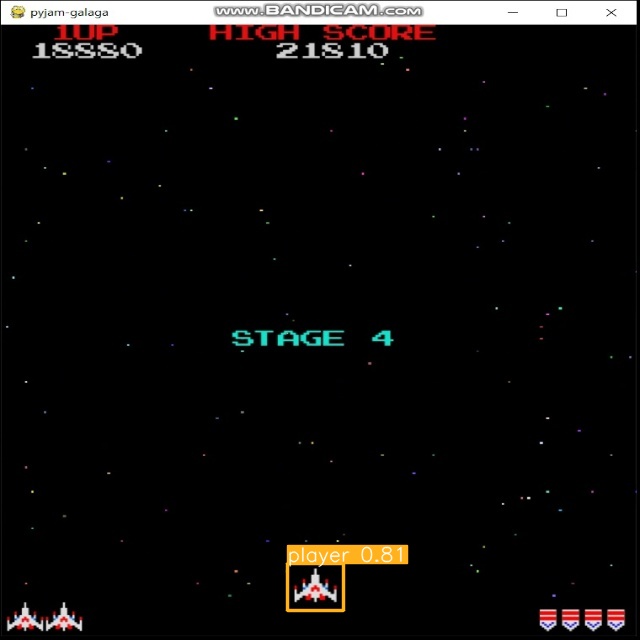 pyjam-galaga
www.BANDICAM.com
1UP HIGH SCORE
18880 21810
STAGE 4
player 0.81